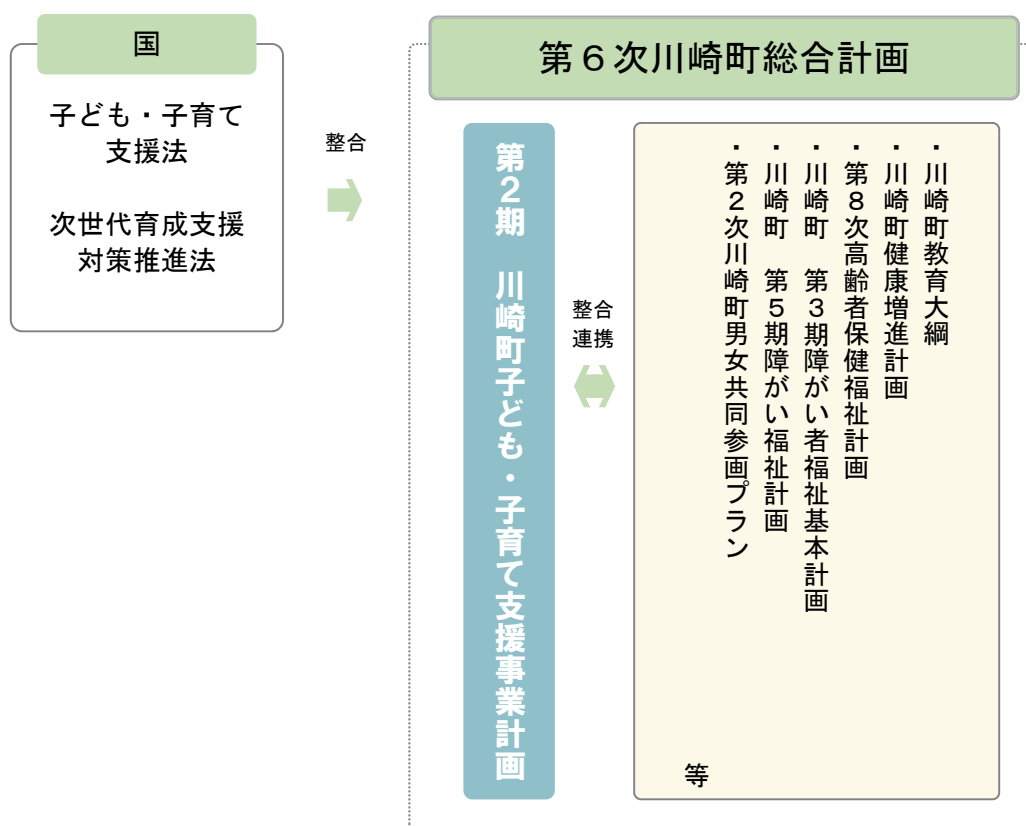 国
子ども・子育て
支援法
次世代育成支援
対策推進法
整合
第６次川崎町総合計画
第２期　川崎町子ども・子育て支援事業計画
整合
連携
・川崎町教育大綱
・川崎町健康増進計画
・第８次高齢者保健福祉計画
・川崎町　第３期障がい者福祉基本計画
・川崎町　第５期障がい福祉計画
・第２次川崎町男女共同参画プラン
等